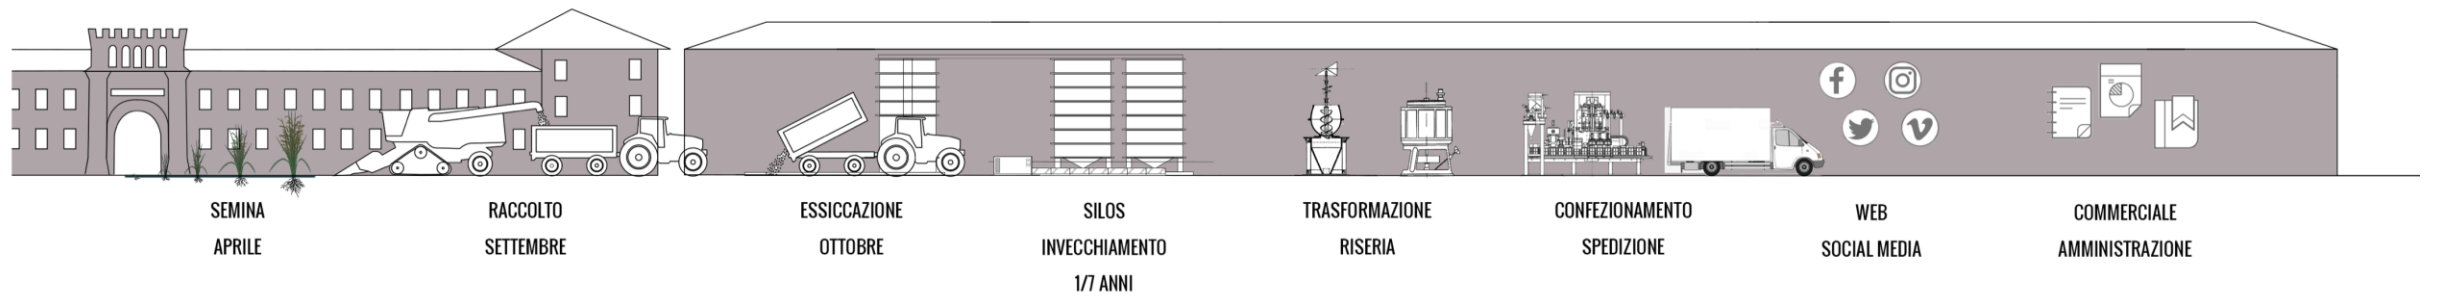 SEMINA
APRILE
RACCOLTO
SETTEMBRE
ESSICCAZIONE
OTTOBRE
SILOS
INVECCHIAMENTO
1/7 ANNI
TRASFORMAZIONE
RISERIA
CONFEZIONAMENTO
SPEDIZIONE
WEB
SOCIAL MEDIA
COMMERCIALE
AMMINISTRAZIONE